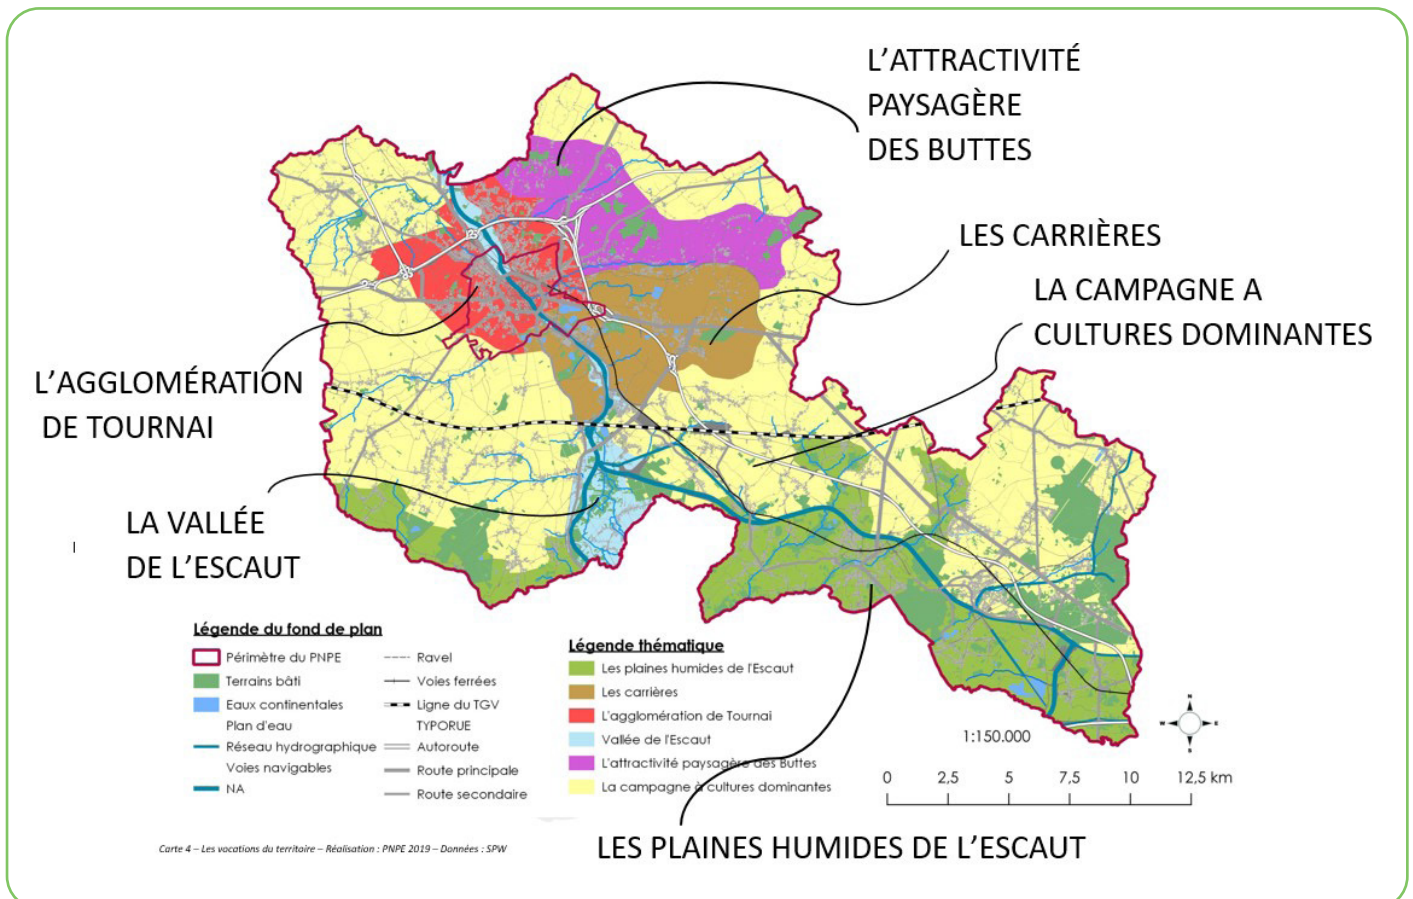 L'ATTRACTIVITÉ
PAYSAGÈRE
DES BUTTES
LES CARRIÈRES
LA CAMPAGNE A
CULTURES DOMINANTES
L'AGGLOMÉRATION
DE TOURNAI
LA VALLÉE
DE L'ESCAUT
Légende du fond de plan
Périmètre du PNPE
Terrains bâti
Eaux continentales
Plan d'eau
Réseau hydrographique
Voies navigables
NA
Ravel
Voies ferrées
Ligne du TGV
TYPORUE
Autoroute
Route principale
Route secondaire
Légende thématique
Les plaines humides de l'Escaut
Les carrières
L'agglomération de Tournai
Vallée de l'Escaut
L'attractivité paysagère des Buttes
La campagne à cultures dominantes
1:150.000
N
W E
S
0 2,5 5 7,5 10 12,5 km
Carte 4 – Les vocations du territoire – Réalisation : PNPE 2019 – Données : SPW
LES PLAINES HUMIDES DE L'ESCAUT